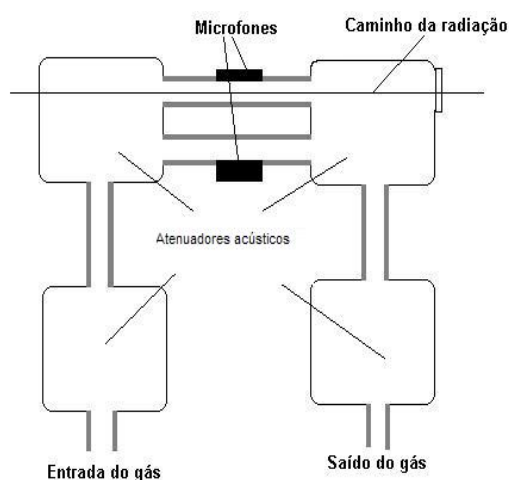 Microfones
Caminho da radiação
Atenuadores acústicos
Entrada do gás
Saído do gás